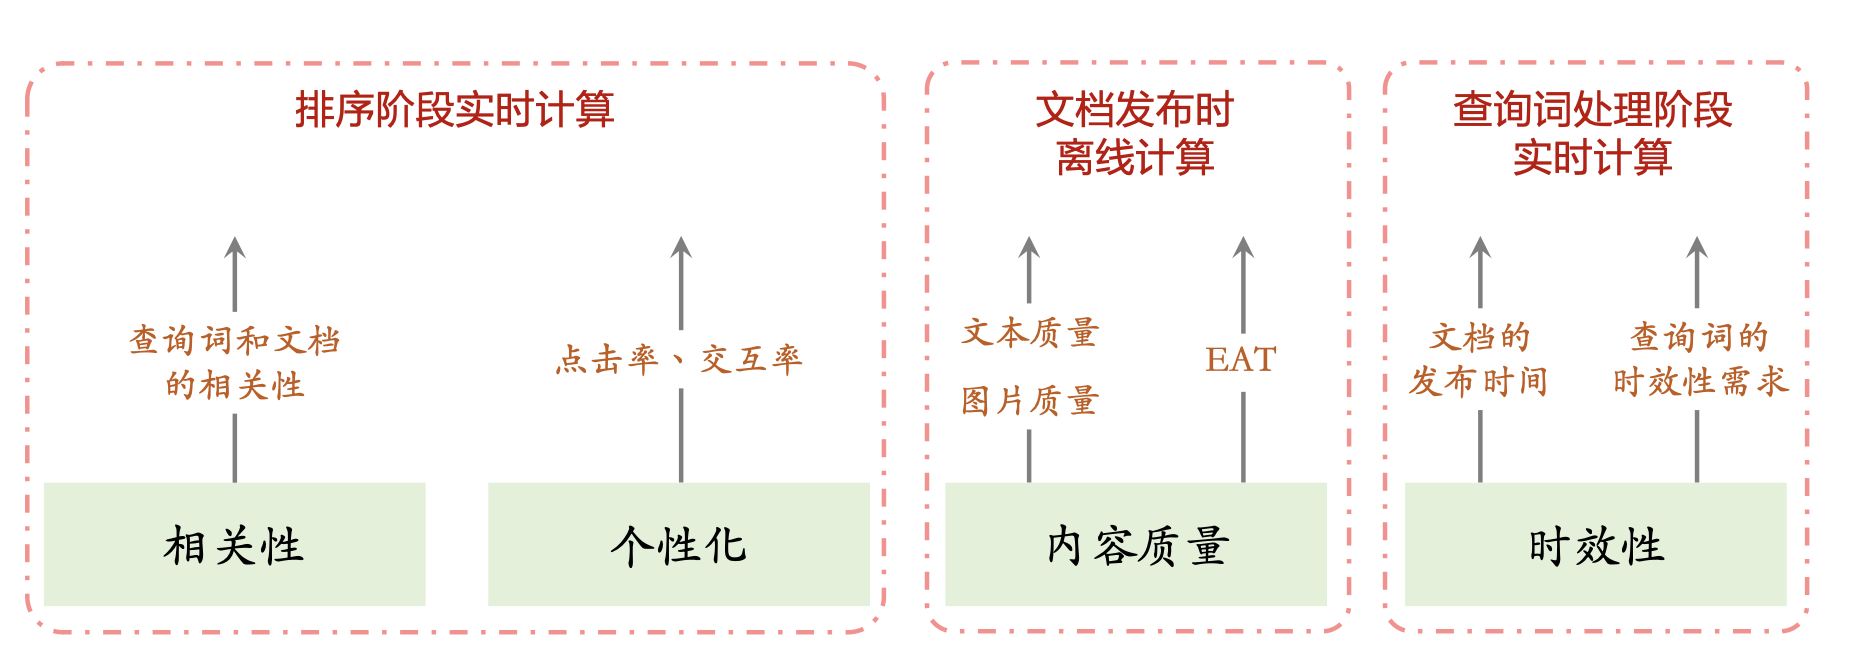 排序阶段实时计算
查询词和文档
的相关性
相关性
点击率、交互率
个性化
文档发布时
离线计算
文本质量
图片质量
EAT
内容质量
查询词处理阶段
实时计算
文档的
发布时间
查询词的
时效性需求
时效性